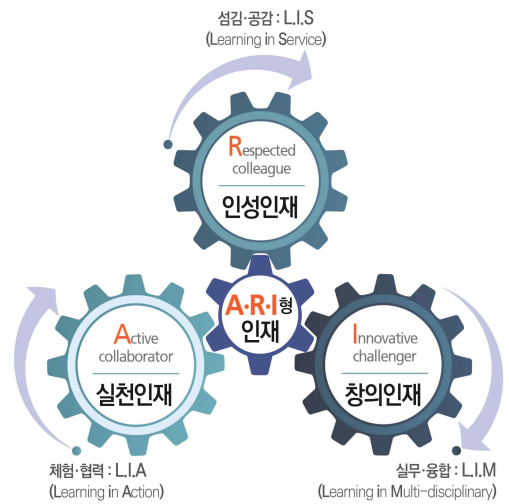 섬김·공감 : L.I.S
(Learning in Service)
Respected
colleague
인성인재
A·R·I형
인재
Active
collaborator
실천인재
Innovative
challenger
창의인재
체험·협력 : L.I.A
(Learning in Action)
실무·융합 : L.I.M
(Learning in Multi-disciplinary)